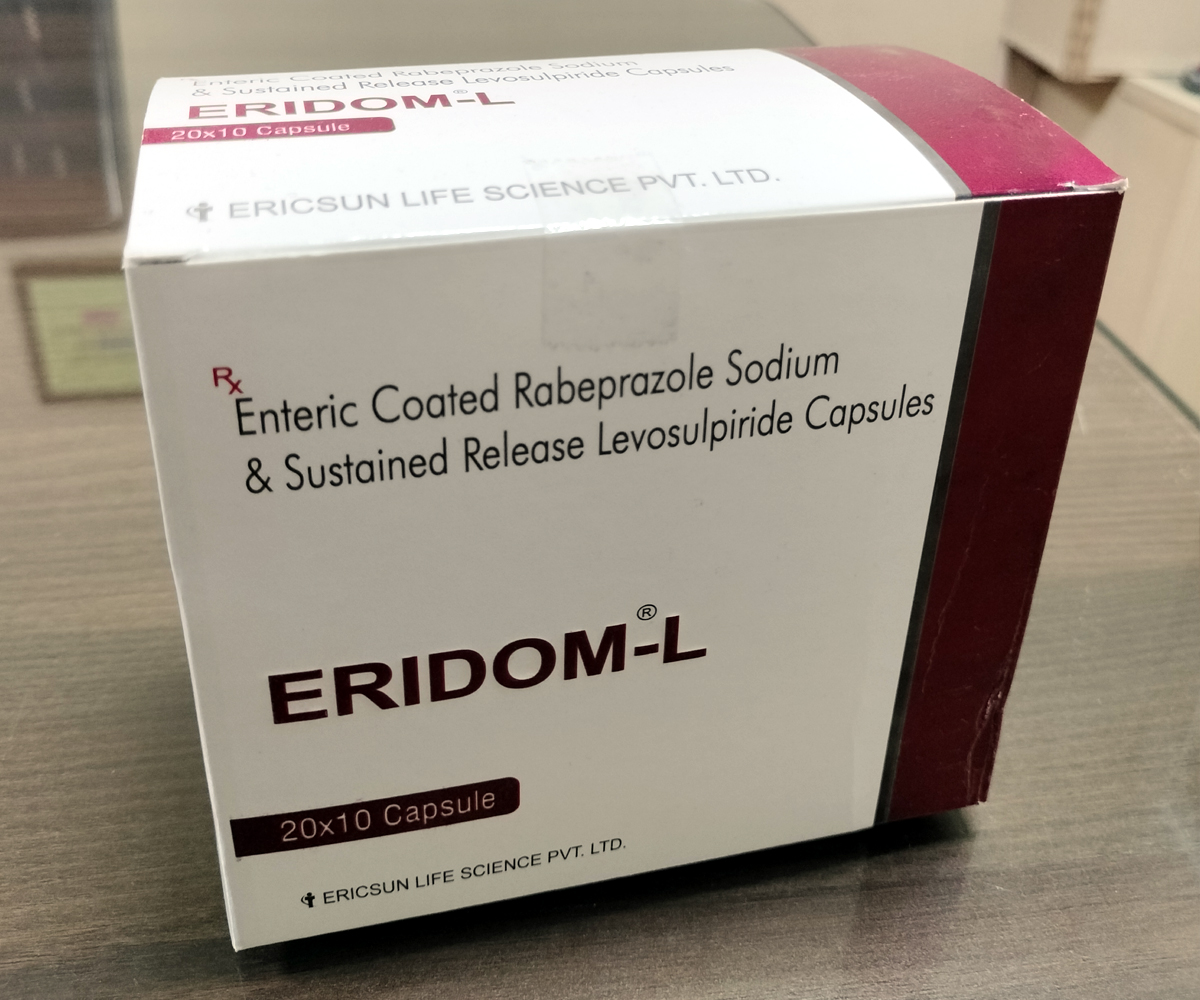 Enteric Coated Rabeprazole Sodium
& Sustained Release Levosulpiride Capsules
ERIDOM®-L
20x10 Capsule
ERICSUN LIFE SCIENCE PVT. LTD.
Rx
Enteric Coated Rabeprazole Sodium
& Sustained Release Levosulpiride Capsules
ERIDOM®-L
20x10 Capsule
ERICSUN LIFE SCIENCE PVT. LTD.